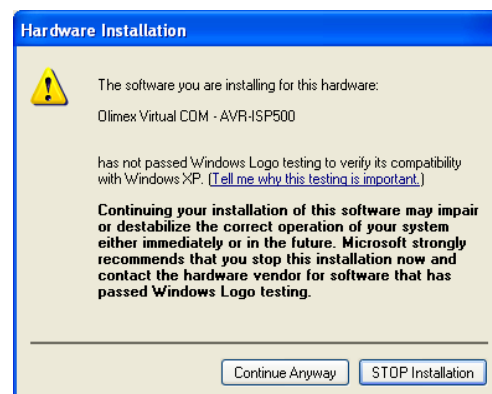 Hardware Installation
The software you are installing for this hardware:
Olimex Virtual COM - AVR-ISP500
has not passed Windows Logo testing to verify its compatibility
with Windows XP. (Tell me why this testing is important.)
Continuing your installation of this software may impair
or destabilize the correct operation of your system
either immediately or in the future. Microsoft strongly
recommends that you stop this installation now and
contact the hardware vendor for software that has
passed Windows Logo testing.
Continue Anyway
STOP Installation